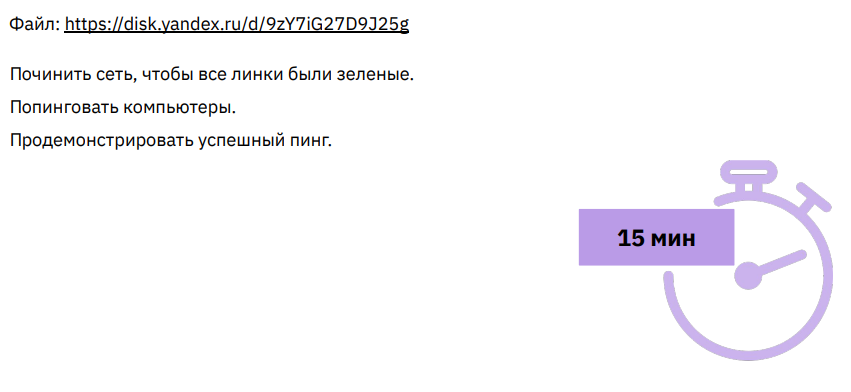 Файл: https://disk.yandex.ru/d/9zY7iG27D9J25g
Починить сеть, чтобы все линки были зеленые.
Попинговать компьютеры.
Продемонстрировать успешный пинг.
15 мин